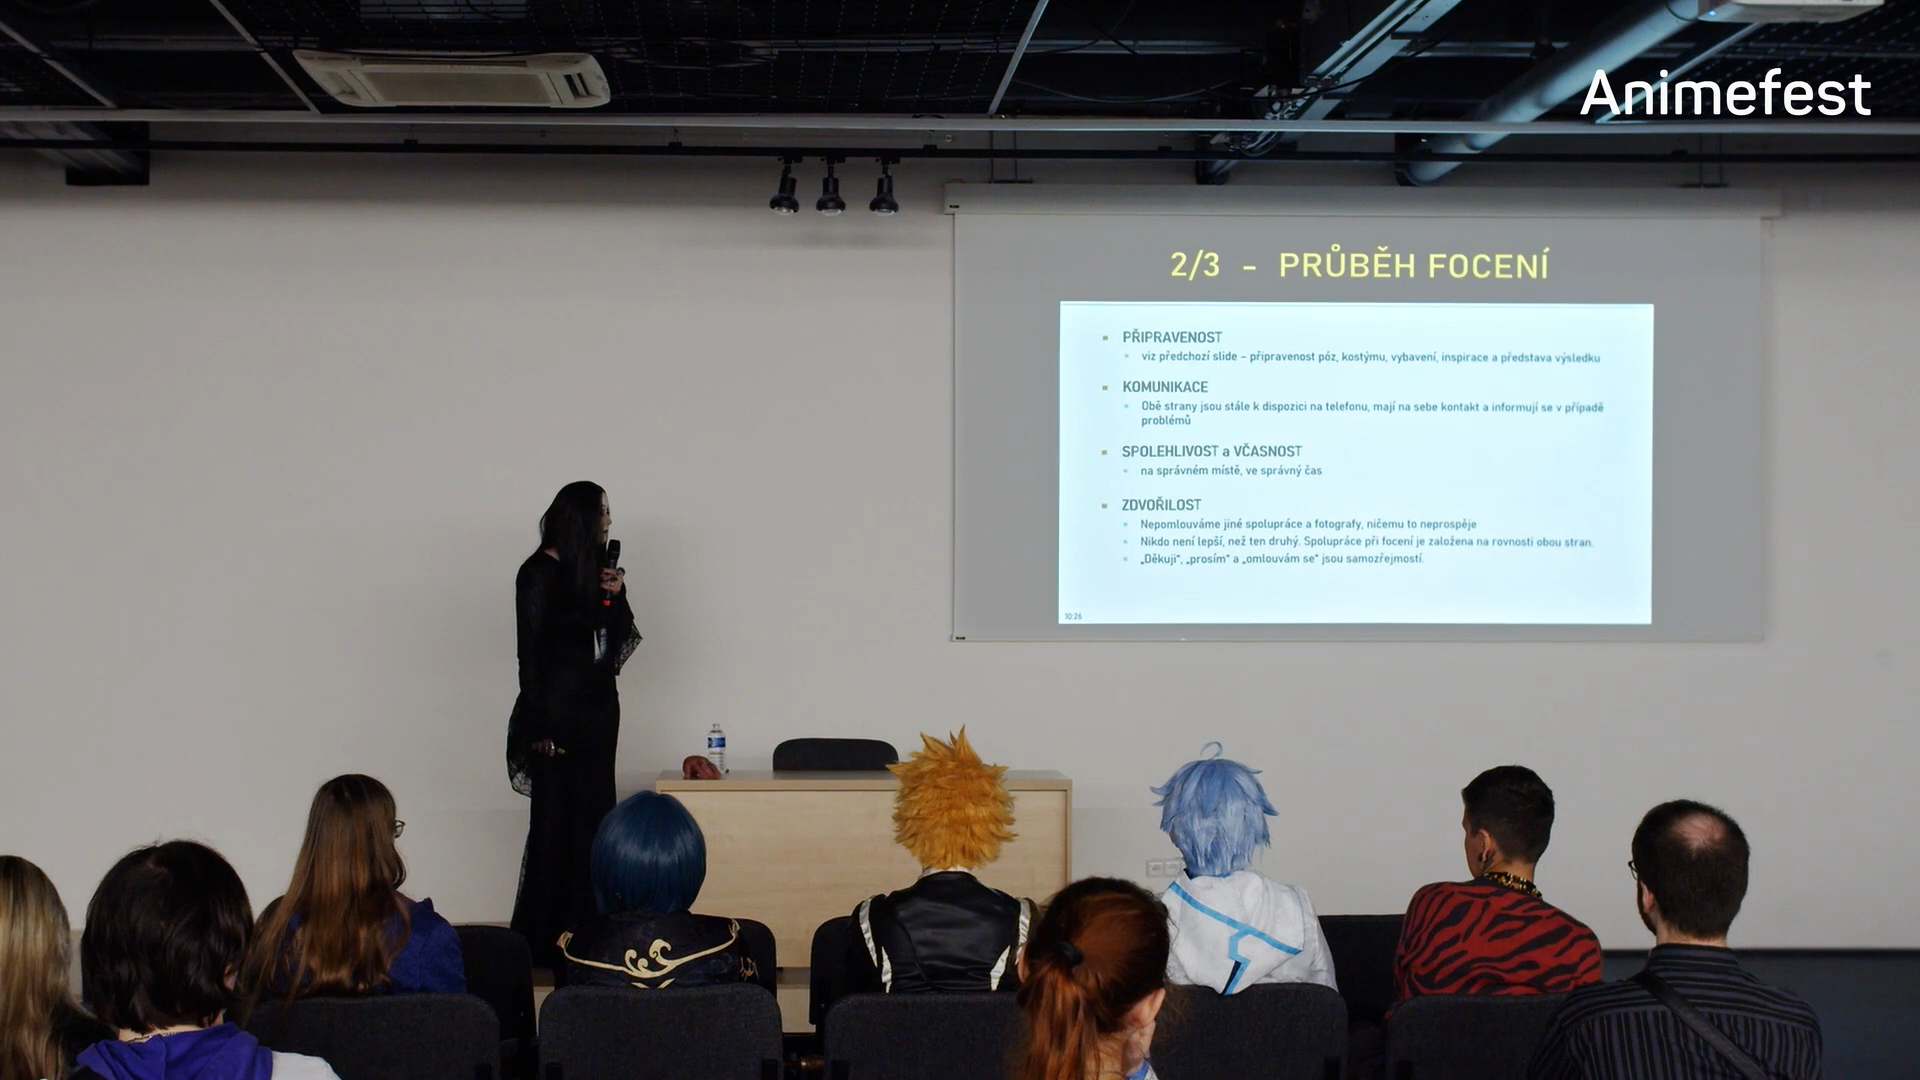 Animefest
2/3 - PRŮBĚH FOCENÍ
PŘIPRAVENOST
viz předchozí slide – připravenost póz, kostýmu, vybavení, inspirace a představa výsledku
KOMUNIKACE
Obě strany jsou stále k dispozici na telefonu, mají na sebe kontakt a informují se v případě
problémů
SPOLEHLIVOST a VČASNOST
na správném místě, ve správný čas
ZDVOŘILOST
Nepomlouváme jiné spolupráce a fotografy, ničemu to neprospěje
Nikdo není lepší, než ten druhý. Spolupráce při focení je založena na rovnosti obou stran.
„Děkuji“, „prosím“ a „omlouvám se“ jsou samozřejmostí.
10:26